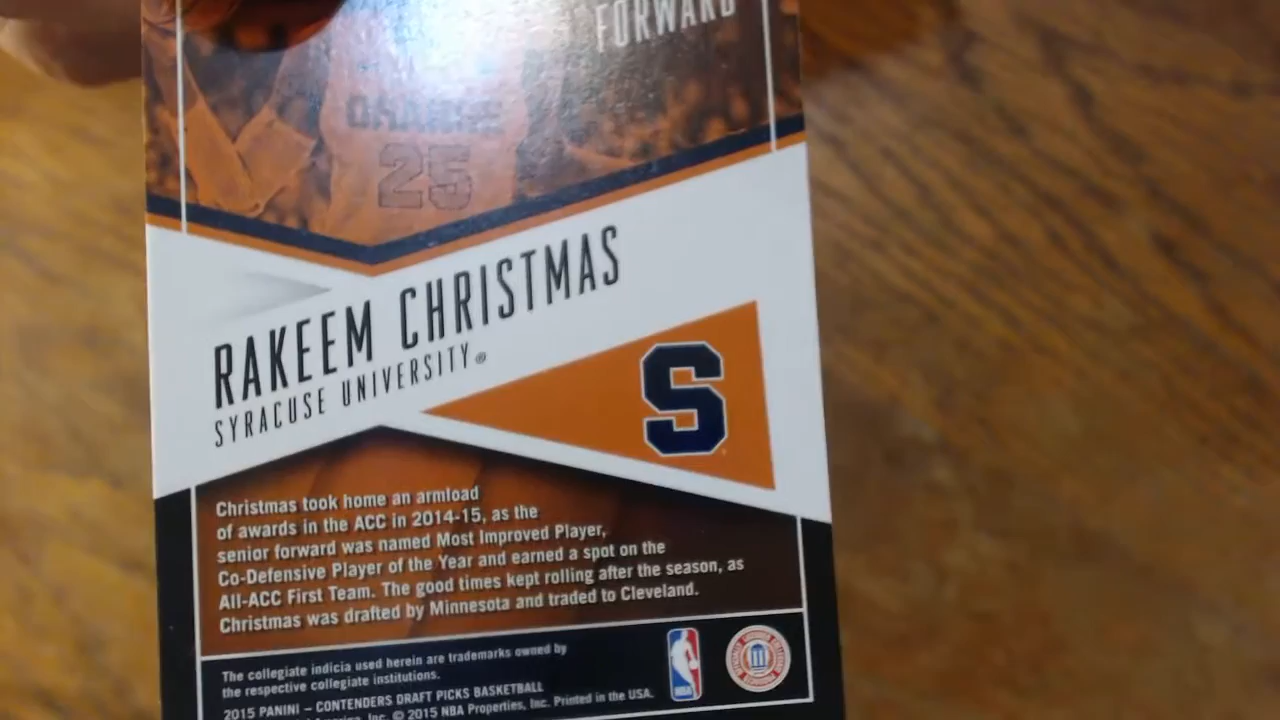 FORWARD
ORANGE
25
RAKEEM CHRISTMAS
SYRACUSE UNIVERSITY®
S
Christmas took home an armload
of awards in the ACC in 2014-15, as the
senior forward was named Most Improved Player,
Co-Defensive Player of the Year and earned a spot on the
All-ACC First Team. The good times kept rolling after the season, as
Christmas was drafted by Minnesota and traded to Cleveland.
The collegiate indicia used herein are trademarks owned by
the respective collegiate institutions.
2015 PANINI – CONTENDERS DRAFT PICKS BASKETBALL
America, Inc. © 2015 NBA Properties, Inc. Printed in the USA.
NBA